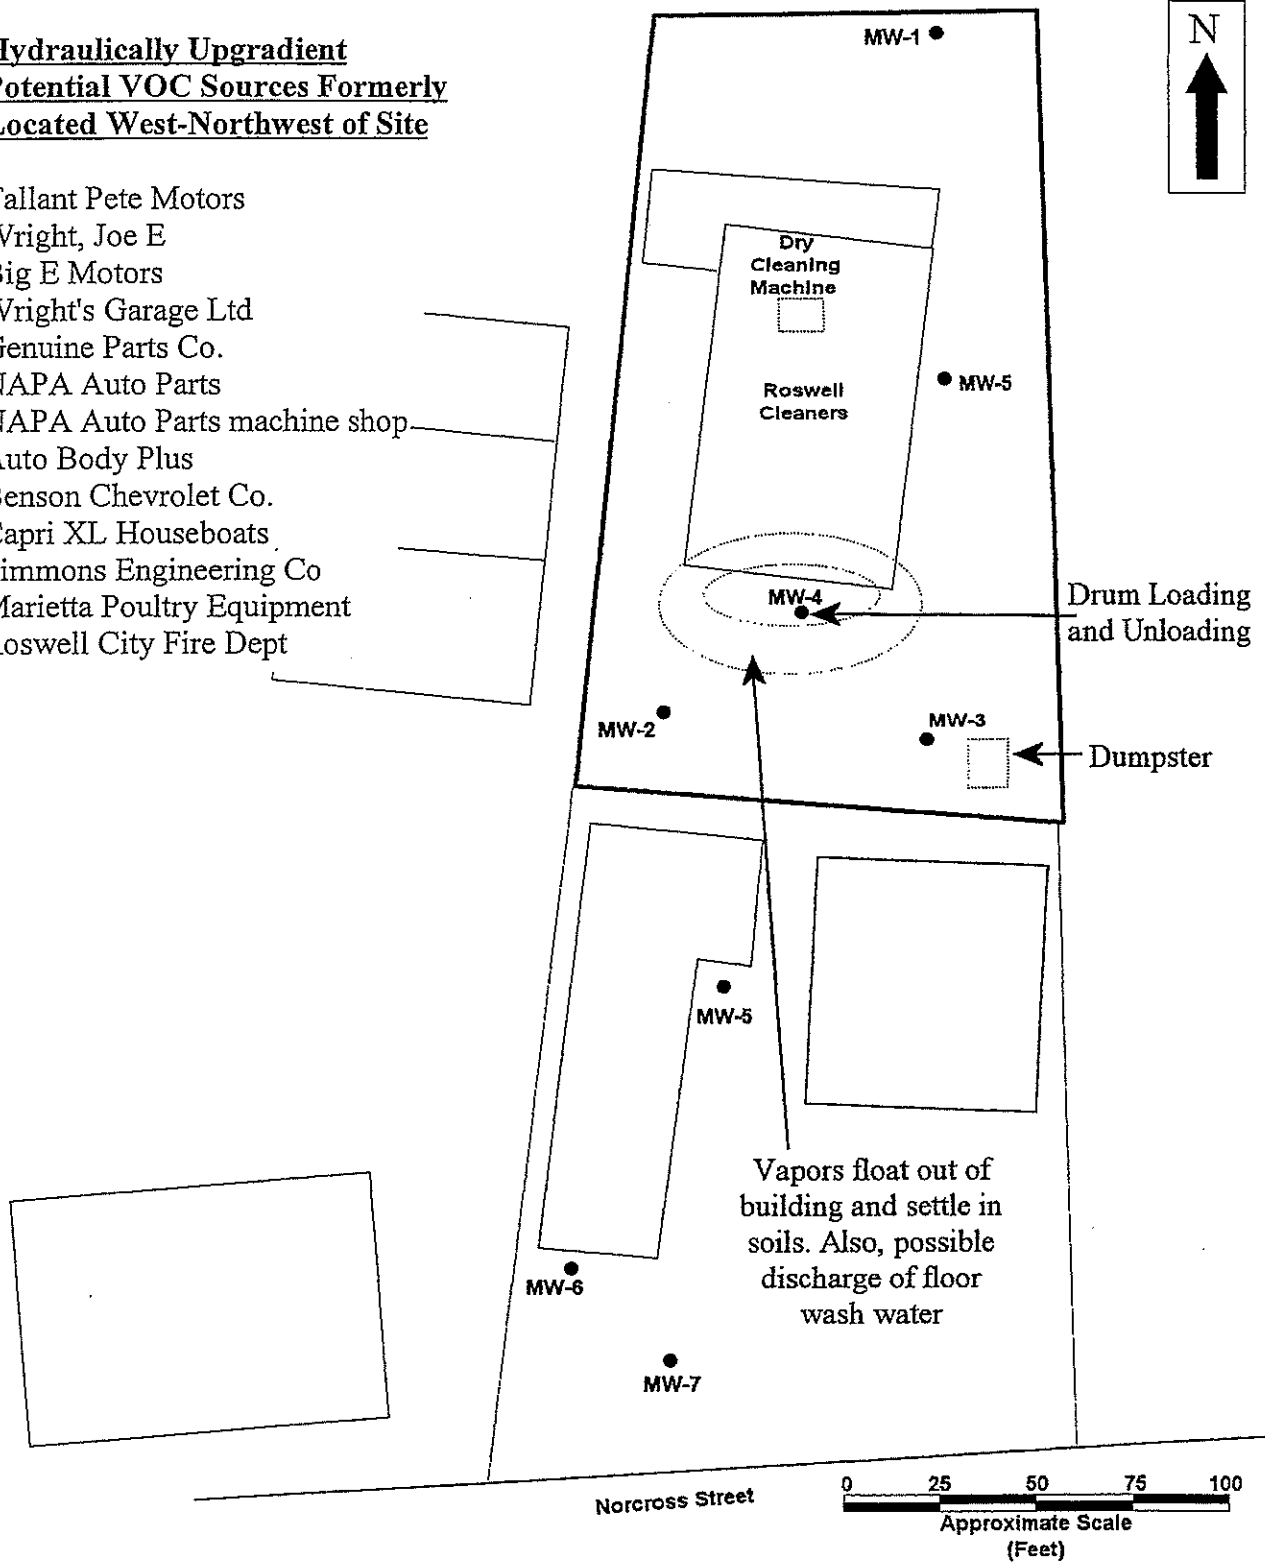 Hydraulically Upgradient
Potential VOC Sources Formerly
Located West-Northwest of Site
Tallant Pete Motors
Wright, Joe E
Big E Motors
Wright's Garage Ltd
Genuine Parts Co.
NAPA Auto Parts
NAPA Auto Parts machine shop
Auto Body Plus
Benson Chevrolet Co.
Capri XL Houseboats
Simmons Engineering Co
Marietta Poultry Equipment
Roswell City Fire Dept
MW-1
N
Dry
Cleaning
Machine
Roswell
Cleaners
MW-5
MW-4
Drum Loading
and Unloading
MW-2
MW-3
Dumpster
MW-5
Vapors float out of
building and settle in
soils. Also, possible
discharge of floor
wash water
MW-6
MW-7
Norcross Street
0 25 50 75 100
Approximate Scale
(Feet)